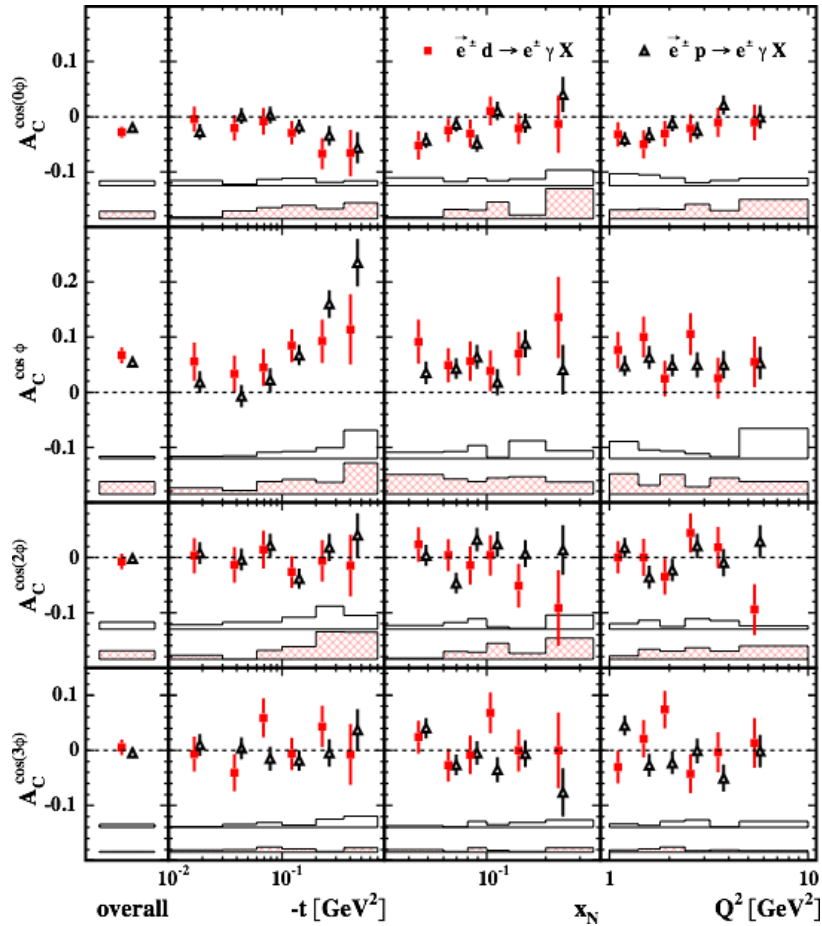 e± d → e± γ X
e± p → e± γ X
A_C^cos(0ϕ)
0.1
0
-0.1
A_C^cos ϕ
0.2
0.1
0
-0.1
A_C^cos(2ϕ)
0.1
0
-0.1
A_C^cos(3ϕ)
0.1
0
-0.1
10^-2 10^-1 10^-1 1 10
overall -t [GeV²] x_N Q² [GeV²]